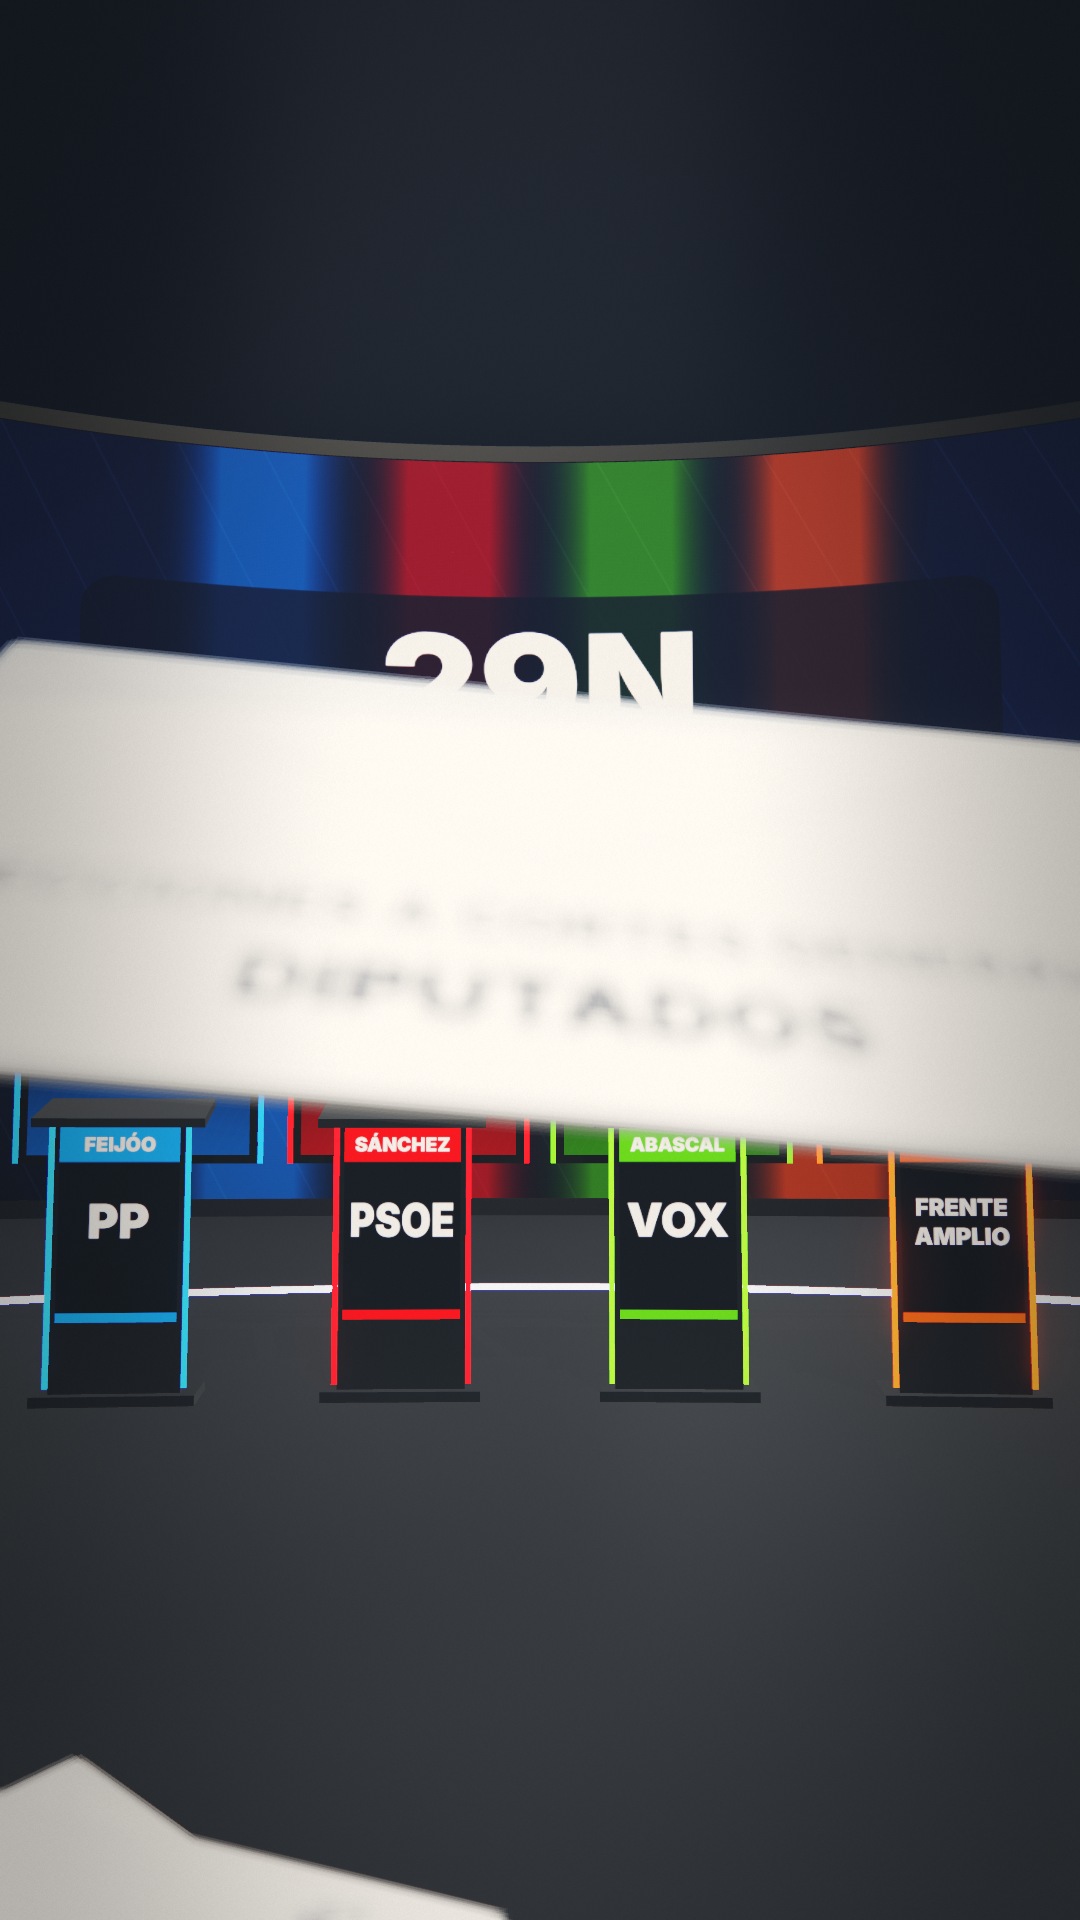 29N
DIPUTADOS
FEIJÓO
SÁNCHEZ
ABASCAL
PP
PSOE
VOX
FRENTE
AMPLIO